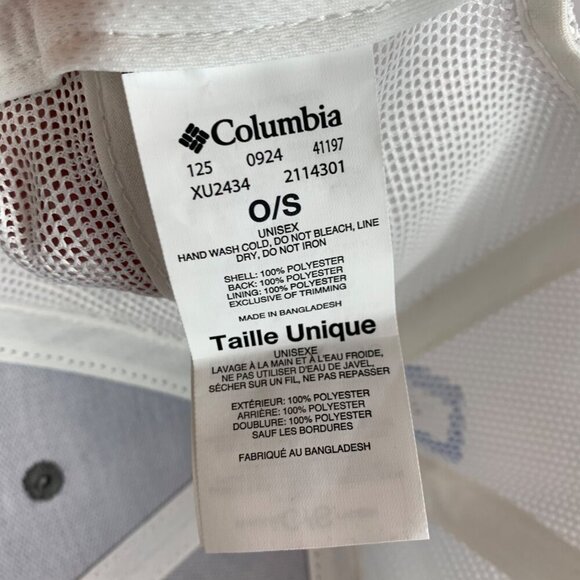 Columbia
125 0924 41197
XU2434 2114301
O/S
UNISEX
HAND WASH COLD, DO NOT BLEACH, LINE
DRY, DO NOT IRON
SHELL: 100% POLYESTER
BACK: 100% POLYESTER
LINING: 100% POLYESTER
EXCLUSIVE OF TRIMMING
MADE IN BANGLADESH
Taille Unique
UNISEXE
LAVAGE À LA MAIN ET À L'EAU FROIDE,
NE PAS UTILISER D'EAU DE JAVEL,
SÉCHER SUR UN FIL, NE PAS REPASSER
EXTÉRIEUR: 100% POLYESTER
ARRIÈRE: 100% POLYESTER
DOUBLURE: 100% POLYESTER
SAUF LES BORDURES
FABRIQUÉ AU BANGLADESH